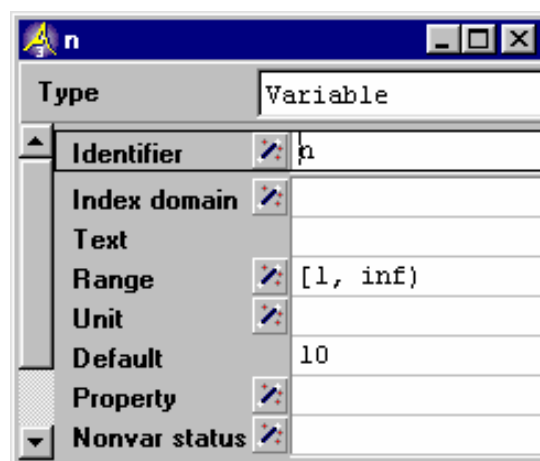 n
Type Variable
Identifier n
Index domain
Text
Range [1, inf)
Unit
Default 10
Property
Nonvar status